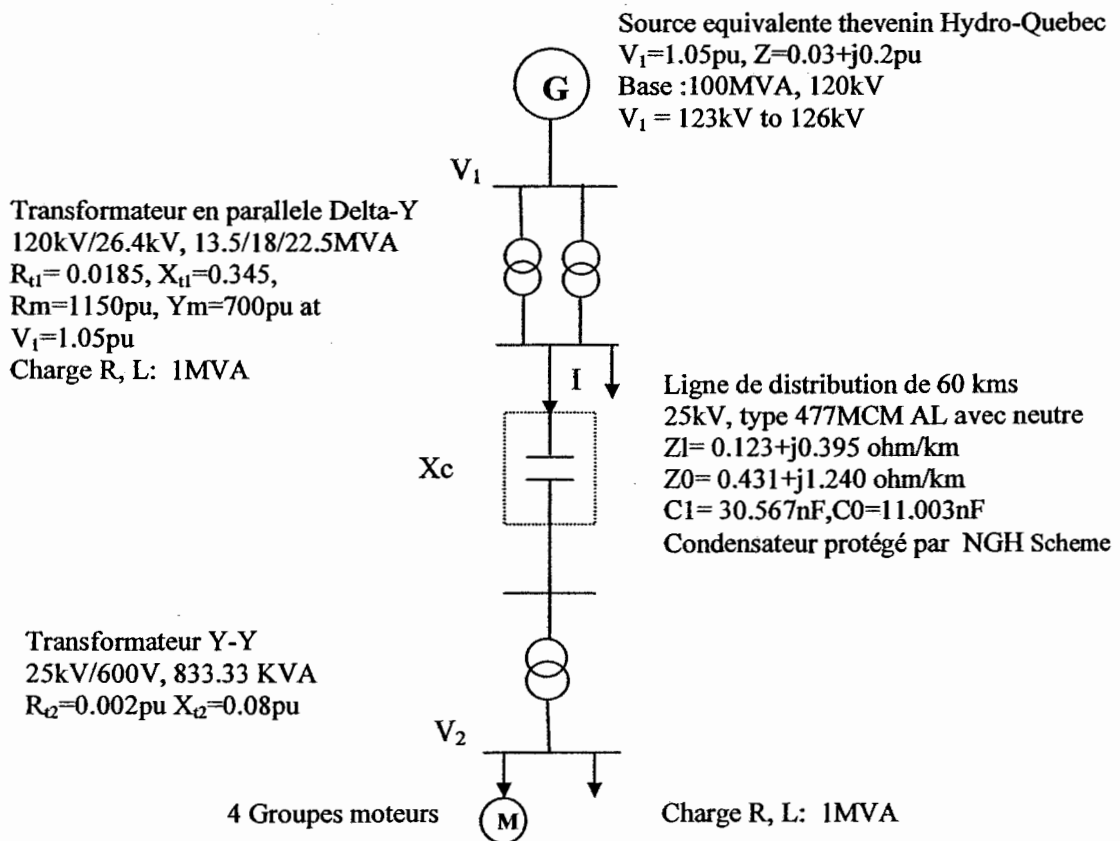 Source equivalente thevenin Hydro-Quebec
V1=1.05pu, Z=0.03+j0.2pu
Base :100MVA, 120kV
V1 = 123kV to 126kV
G
V1
Transformateur en parallele Delta-Y
120kV/26.4kV, 13.5/18/22.5MVA
Rt1= 0.0185, Xt1=0.345,
Rm=1150pu, Ym=700pu at
V1=1.05pu
Charge R, L: 1MVA
I
Ligne de distribution de 60 kms
25kV, type 477MCM AL avec neutre
Zl= 0.123+j0.395 ohm/km
Z0= 0.431+j1.240 ohm/km
C1= 30.567nF,C0=11.003nF
Condensateur protégé par NGH Scheme
Xc
Transformateur Y-Y
25kV/600V, 833.33 KVA
Rt2=0.002pu Xt2=0.08pu
V2
4 Groupes moteurs
M
Charge R, L: 1MVA